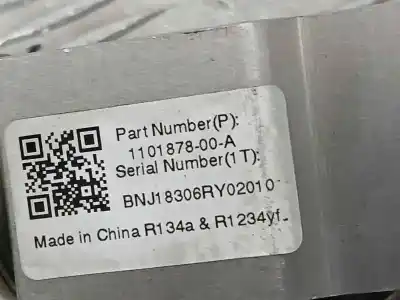 Part Number(P):
1101878-00-A
Serial Number(1T):
BNJ18306RY02010
Made in China R134a & R1234yf